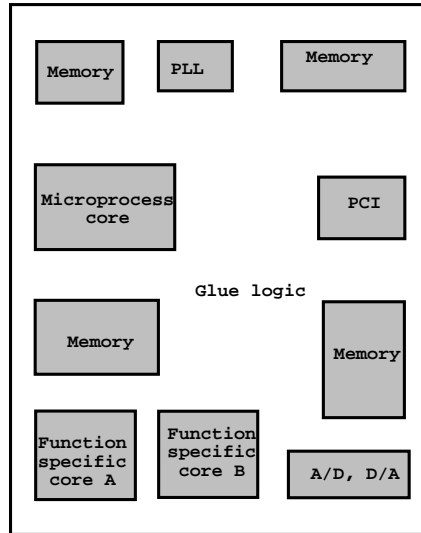 Memory
PLL
Memory
Microprocess
core
PCI
Glue logic
Memory
Memory
Function
specific
core A
Function
specific
core B
A/D, D/A